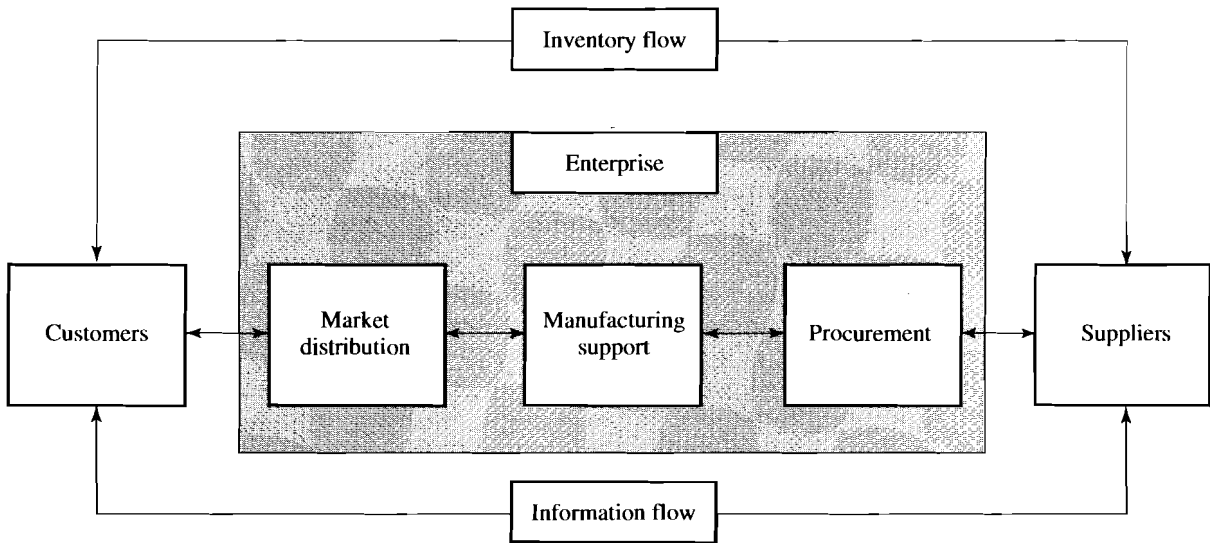 Inventory flow
Enterprise
Customers
Market
distribution
Manufacturing
support
Procurement
Suppliers
Information flow